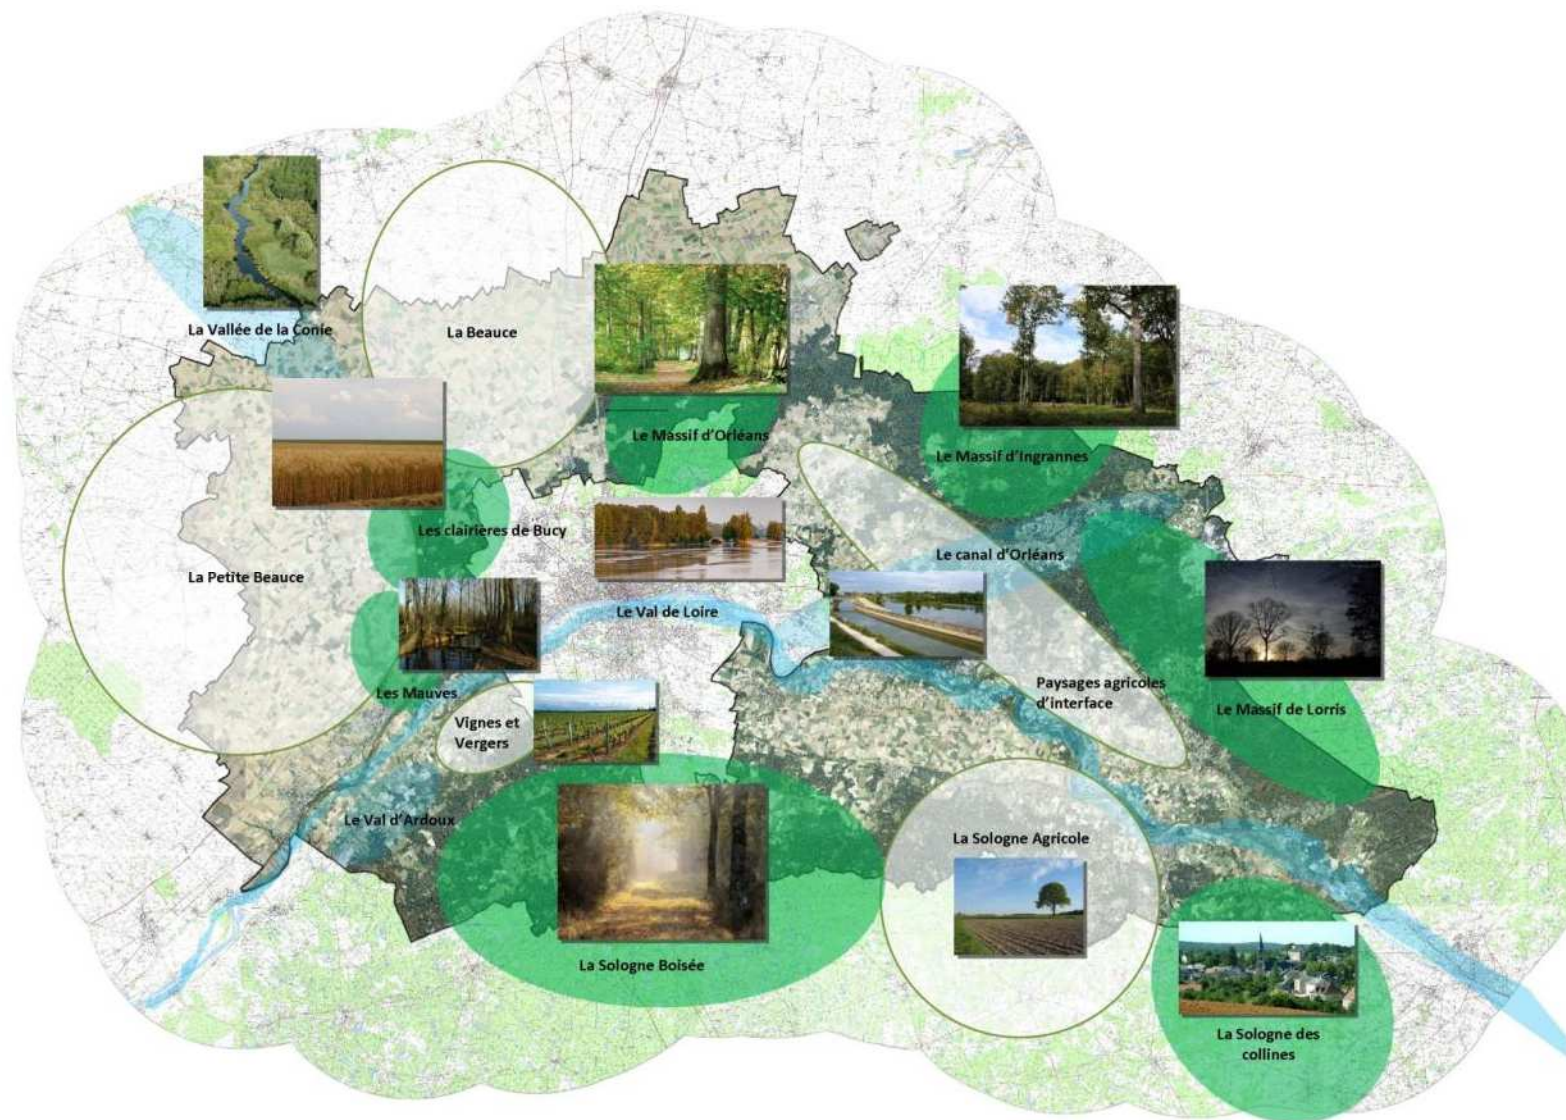 La Vallée de la Conie
La Beauce
Le Massif d'Orléans
Le Massif d'Ingrannes
Les clairières de Bucy
Le canal d'Orléans
La Petite Beauce
Le Val de Loire
Les Mauves
Paysages agricoles
d'interface
Le Massif de Lorris
Vignes et
Vergers
Le Val d'Ardoux
La Sologne Agricole
La Sologne Boisée
La Sologne des
collines